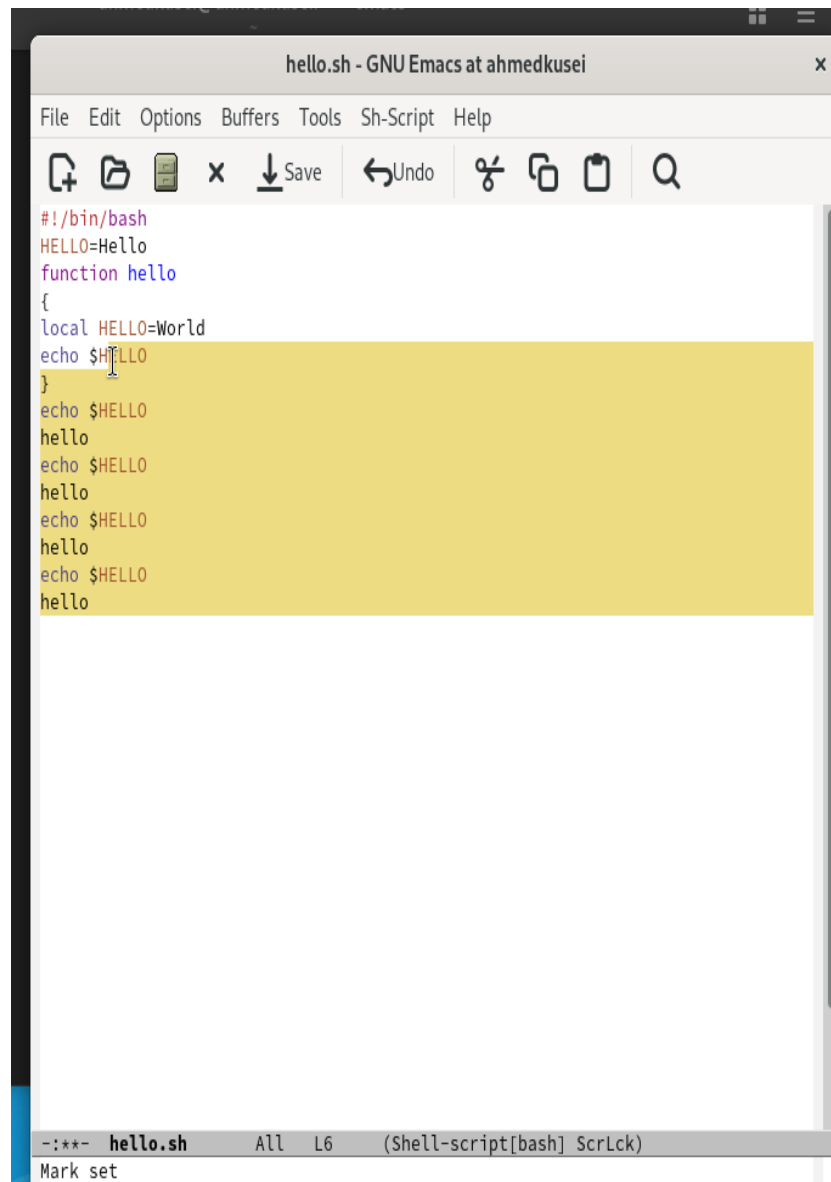 hello.sh - GNU Emacs at ahmedkusei
File Edit Options Buffers Tools Sh-Script Help
Save Undo
#!/bin/bash
HELLO=Hello
function hello
{
local HELLO=World
echo $HELLO
}
echo $HELLO
hello
echo $HELLO
hello
echo $HELLO
hello
echo $HELLO
hello
-:**- hello.sh All L6 (Shell-script[bash] ScrLck)
Mark set